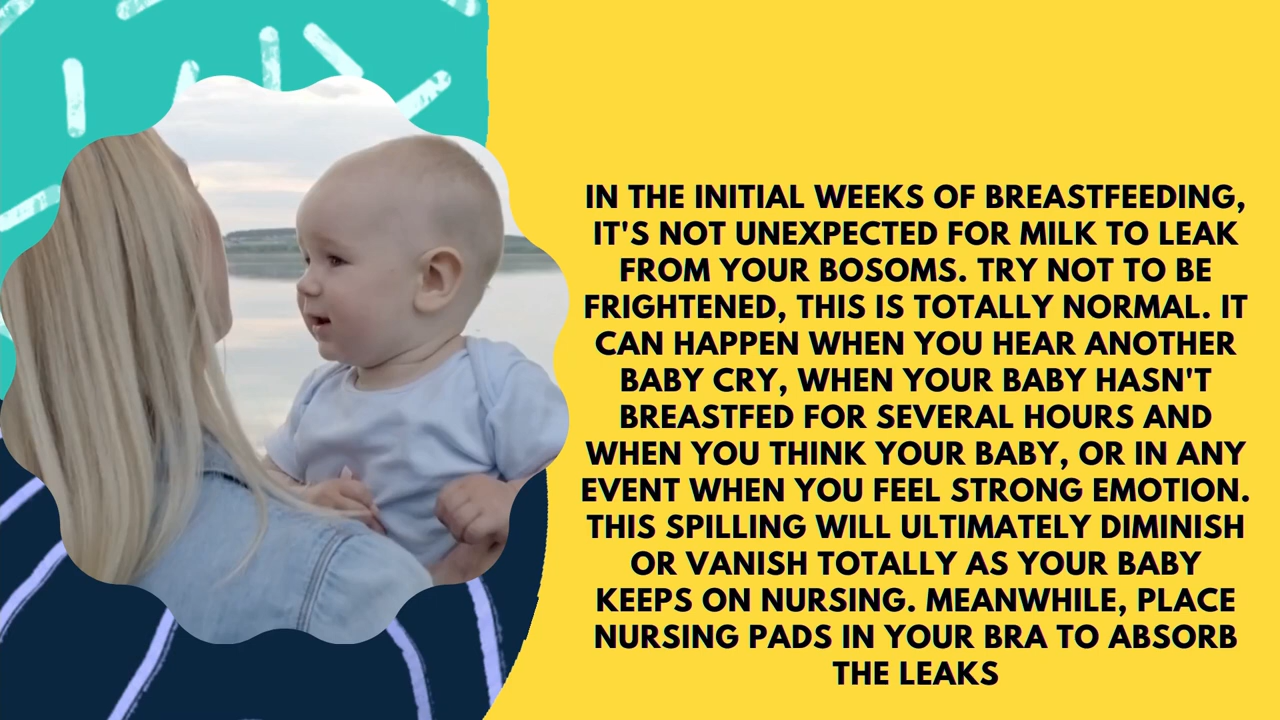 IN THE INITIAL WEEKS OF BREASTFEEDING,
IT'S NOT UNEXPECTED FOR MILK TO LEAK
FROM YOUR BOSOMS. TRY NOT TO BE
FRIGHTENED, THIS IS TOTALLY NORMAL. IT
CAN HAPPEN WHEN YOU HEAR ANOTHER
BABY CRY, WHEN YOUR BABY HASN'T
BREASTFED FOR SEVERAL HOURS AND
WHEN YOU THINK YOUR BABY, OR IN ANY
EVENT WHEN YOU FEEL STRONG EMOTION.
THIS SPILLING WILL ULTIMATELY DIMINISH
OR VANISH TOTALLY AS YOUR BABY
KEEPS ON NURSING. MEANWHILE, PLACE
NURSING PADS IN YOUR BRA TO ABSORB
THE LEAKS